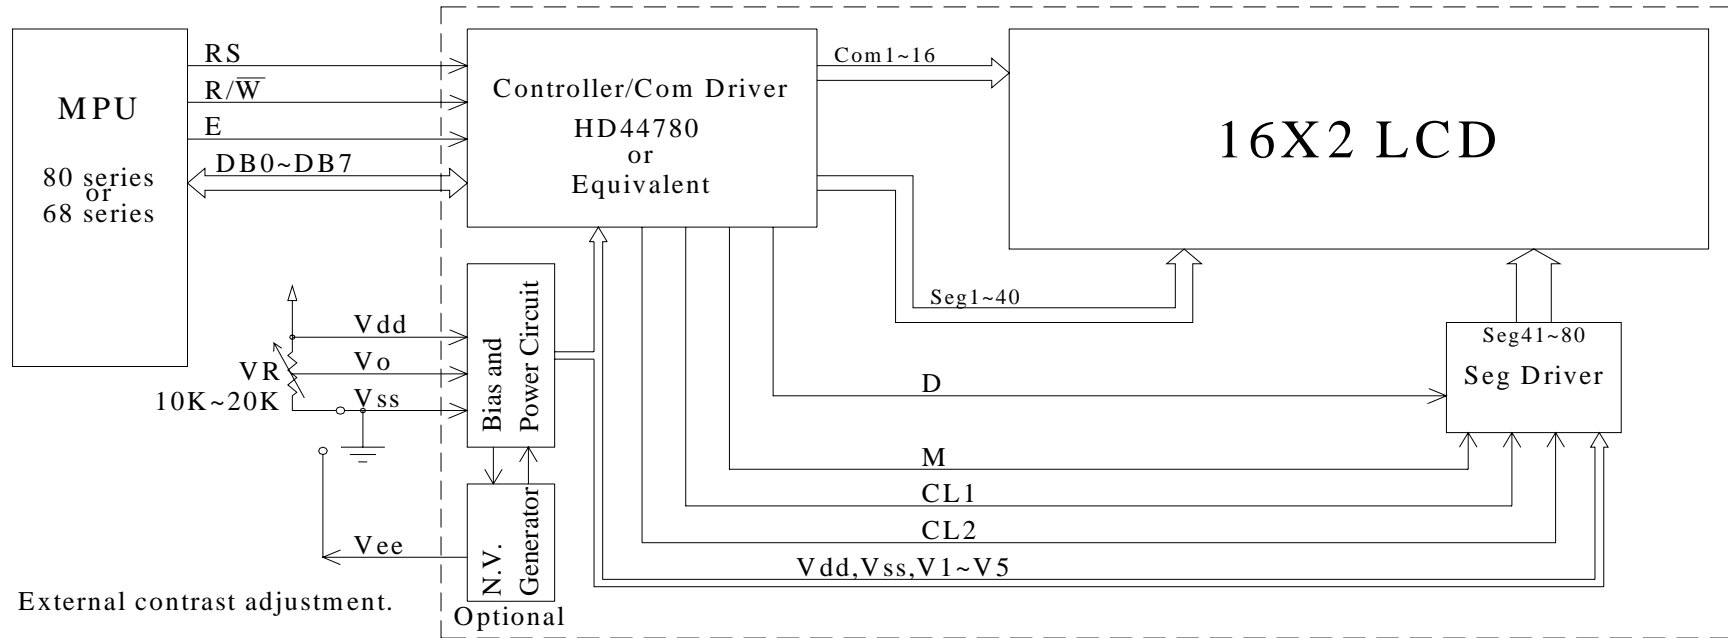 MPU
80 series
or
68 series
RS
R/W̅
E
DB0~DB7
Controller/Com Driver
HD44780
or
Equivalent
Com1~16
16X2 LCD
Seg1~40
Seg41~80
Seg Driver
Vdd
Vo
Vss
VR
10K~20K
Bias and
Power Circuit
D
M
CL1
CL2
Vdd,Vss,V1~V5
Vee
N.V.
Generator
Optional
External contrast adjustment.